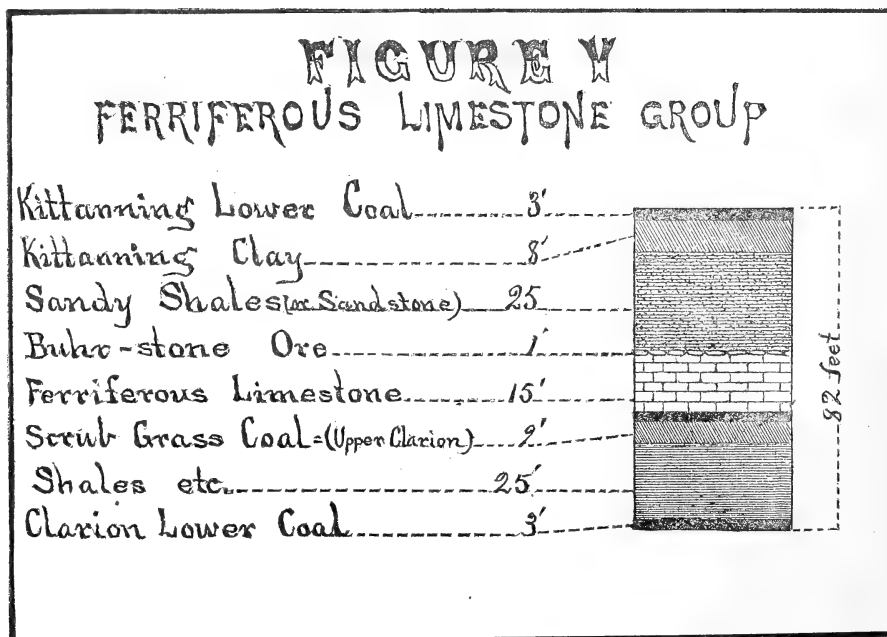 FIGURE V
FERRIFEROUS LIMESTONE GROUP
Kittanning Lower Coal 3'
Kittanning Clay 8'
Sandy Shales (or Sandstone) 25
Buhr-stone Ore 1'
Ferriferous Limestone 15'
Scrub Grass Coal=(Upper Clarion) 2'
Shales etc. 25'
Clarion Lower Coal 3'
82 feet